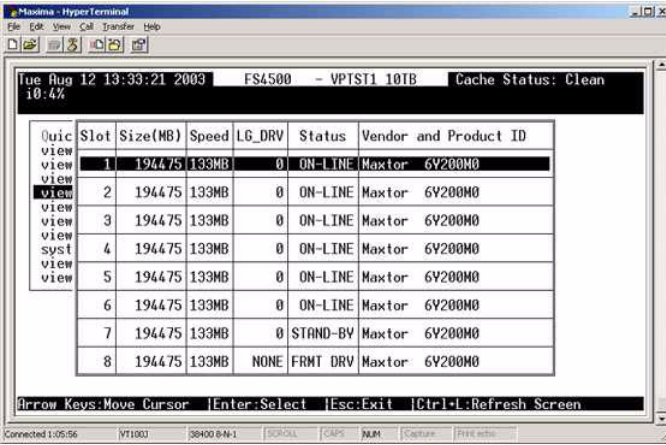 Maxima - HyperTerminal
File Edit View Call Transfer Help
Tue Aug 12 13:33:21 2003 FS4500 - VPTST1 10TB Cache Status: Clean
i0:4%
Quic
view
view
view
view
view
view
view
syst
view
view
Slot Size(MB) Speed LG_DRV Status Vendor and Product ID
1 194475 133MB 0 ON-LINE Maxtor 6Y200M0
2 194475 133MB 0 ON-LINE Maxtor 6Y200M0
3 194475 133MB 0 ON-LINE Maxtor 6Y200M0
4 194475 133MB 0 ON-LINE Maxtor 6Y200M0
5 194475 133MB 0 ON-LINE Maxtor 6Y200M0
6 194475 133MB 0 ON-LINE Maxtor 6Y200M0
7 194475 133MB 0 STAND-BY Maxtor 6Y200M0
8 194475 133MB NONE FRMT DRV Maxtor 6Y200M0
Arrow Keys:Move Cursor |Enter:Select |Esc:Exit |Ctrl+L:Refresh Screen
Connected 1:05:56 VT100J 38400 8-N-1 SCROLL CAPS NUM Capture Print echo